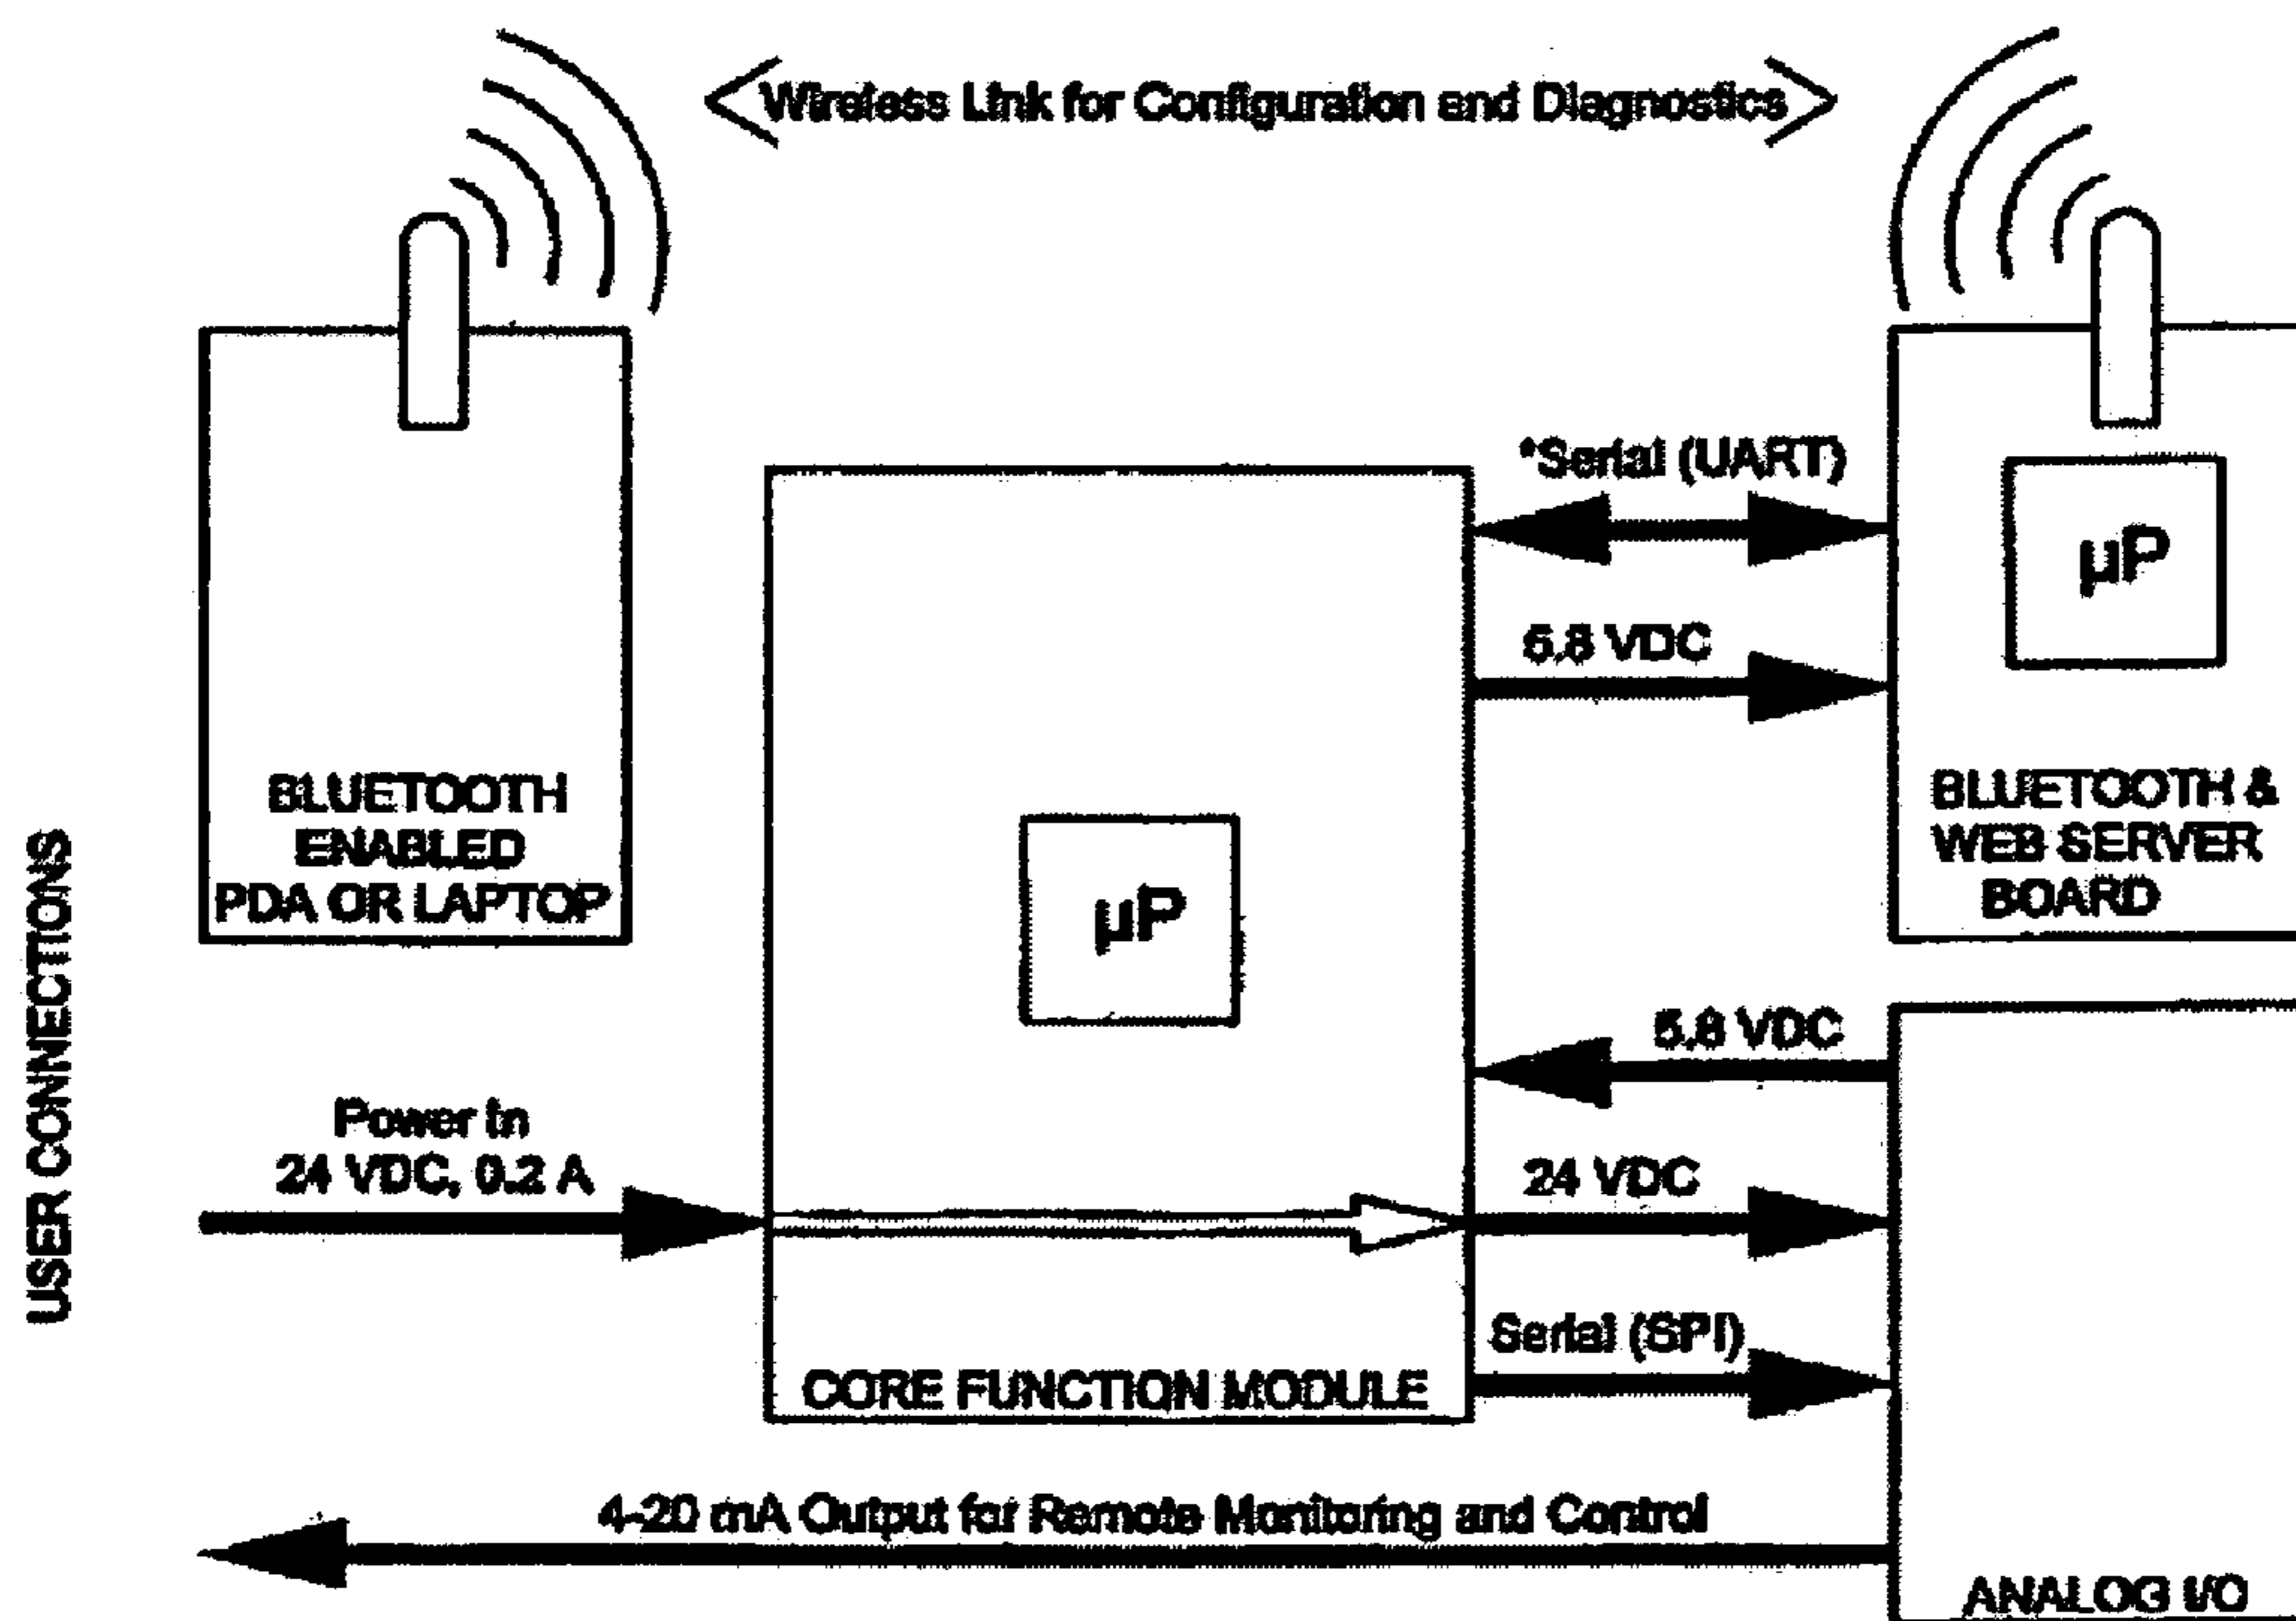 Wireless Link for Configuration and Diagnostics
*Serial (UART)
µP
5.8 VDC
BLUETOOTH
ENABLED
PDA OR LAPTOP
BLUETOOTH &
WEB SERVER
BOARD
µP
USER CONNECTIONS
5.8 VDC
Power In
24 VDC, 0.2 A
24 VDC
Serial (SPI)
CORE FUNCTION MODULE
4-20 mA Output for Remote Monitoring and Control
ANALOG I/O